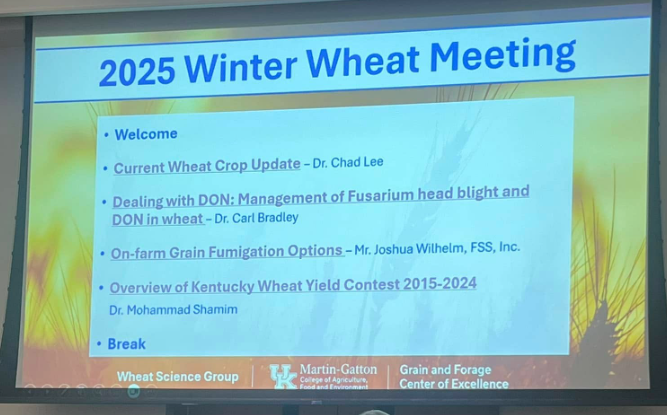 2025 Winter Wheat Meeting
• Welcome
• Current Wheat Crop Update – Dr. Chad Lee
• Dealing with DON: Management of Fusarium head blight and
DON in wheat – Dr. Carl Bradley
• On-farm Grain Fumigation Options – Mr. Joshua Wilhelm, FSS, Inc.
• Overview of Kentucky Wheat Yield Contest 2015-2024
Dr. Mohammad Shamim
• Break
Wheat Science Group
UK
Martin-Gatton
College of Agriculture,
Food and Environment
Grain and Forage
Center of Excellence